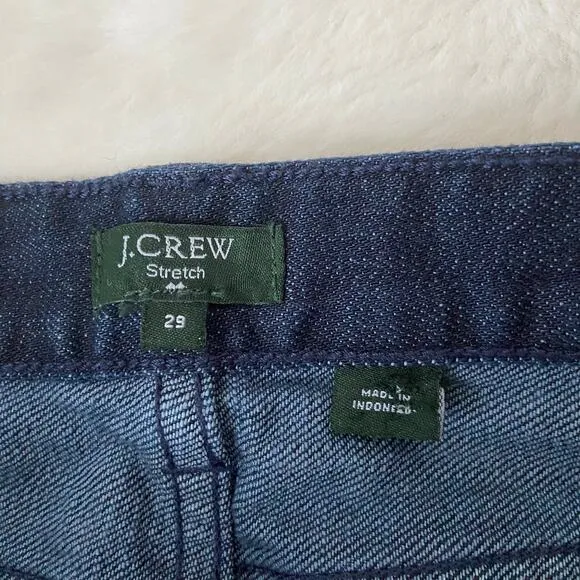 J.CREW
Stretch
29
MADE IN
INDONESIA